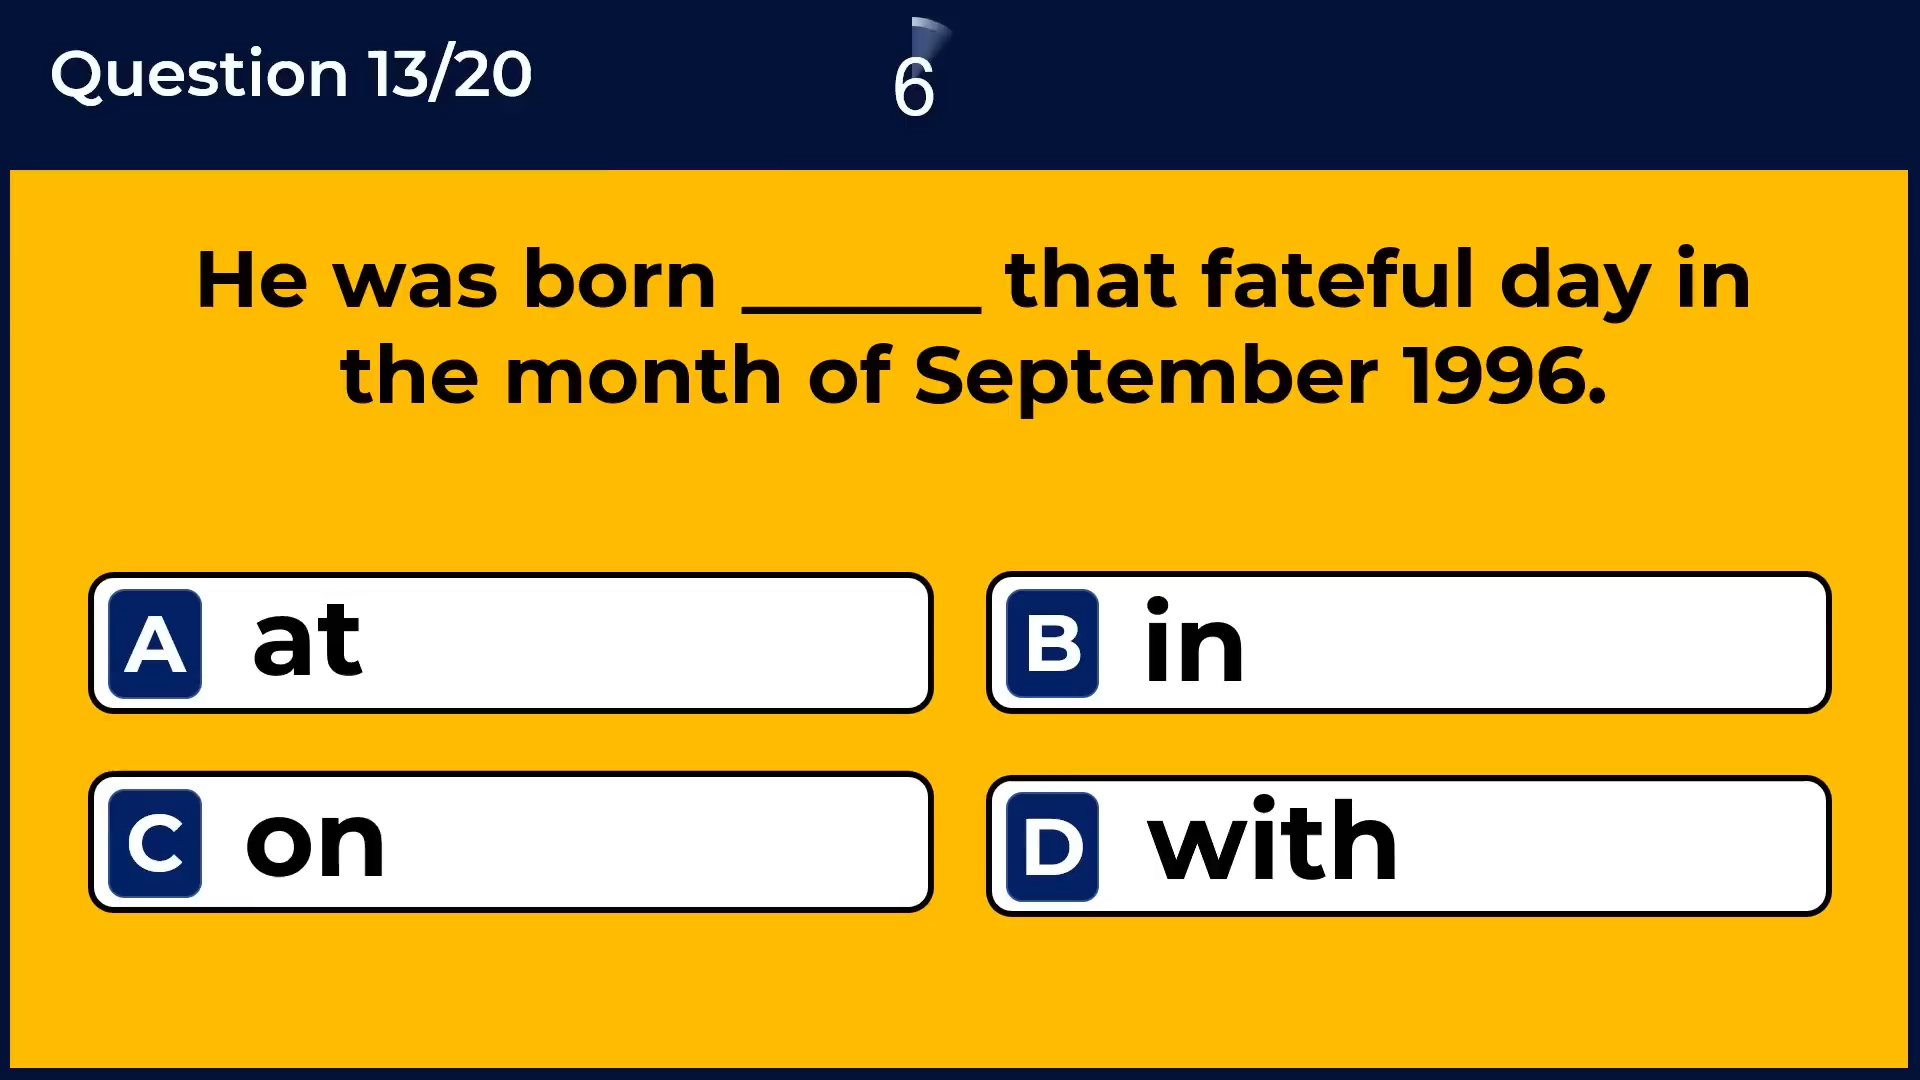 Question 13/20
6
He was born ______ that fateful day in
the month of September 1996.
A at
B in
C on
D with